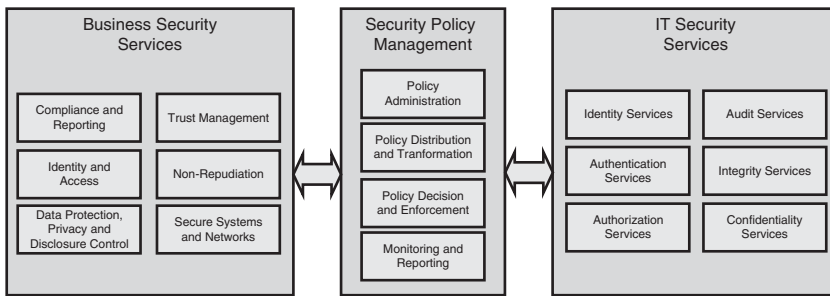 Business Security
Services
Compliance and
Reporting
Trust Management
Identity and
Access
Non-Repudiation
Data Protection,
Privacy and
Disclosure Control
Secure Systems
and Networks
Security Policy
Management
Policy
Administration
Policy Distribution
and Tranformation
Policy Decision
and Enforcement
Monitoring and
Reporting
IT Security
Services
Identity Services
Audit Services
Authentication
Services
Integrity Services
Authorization
Services
Confidentiality
Services